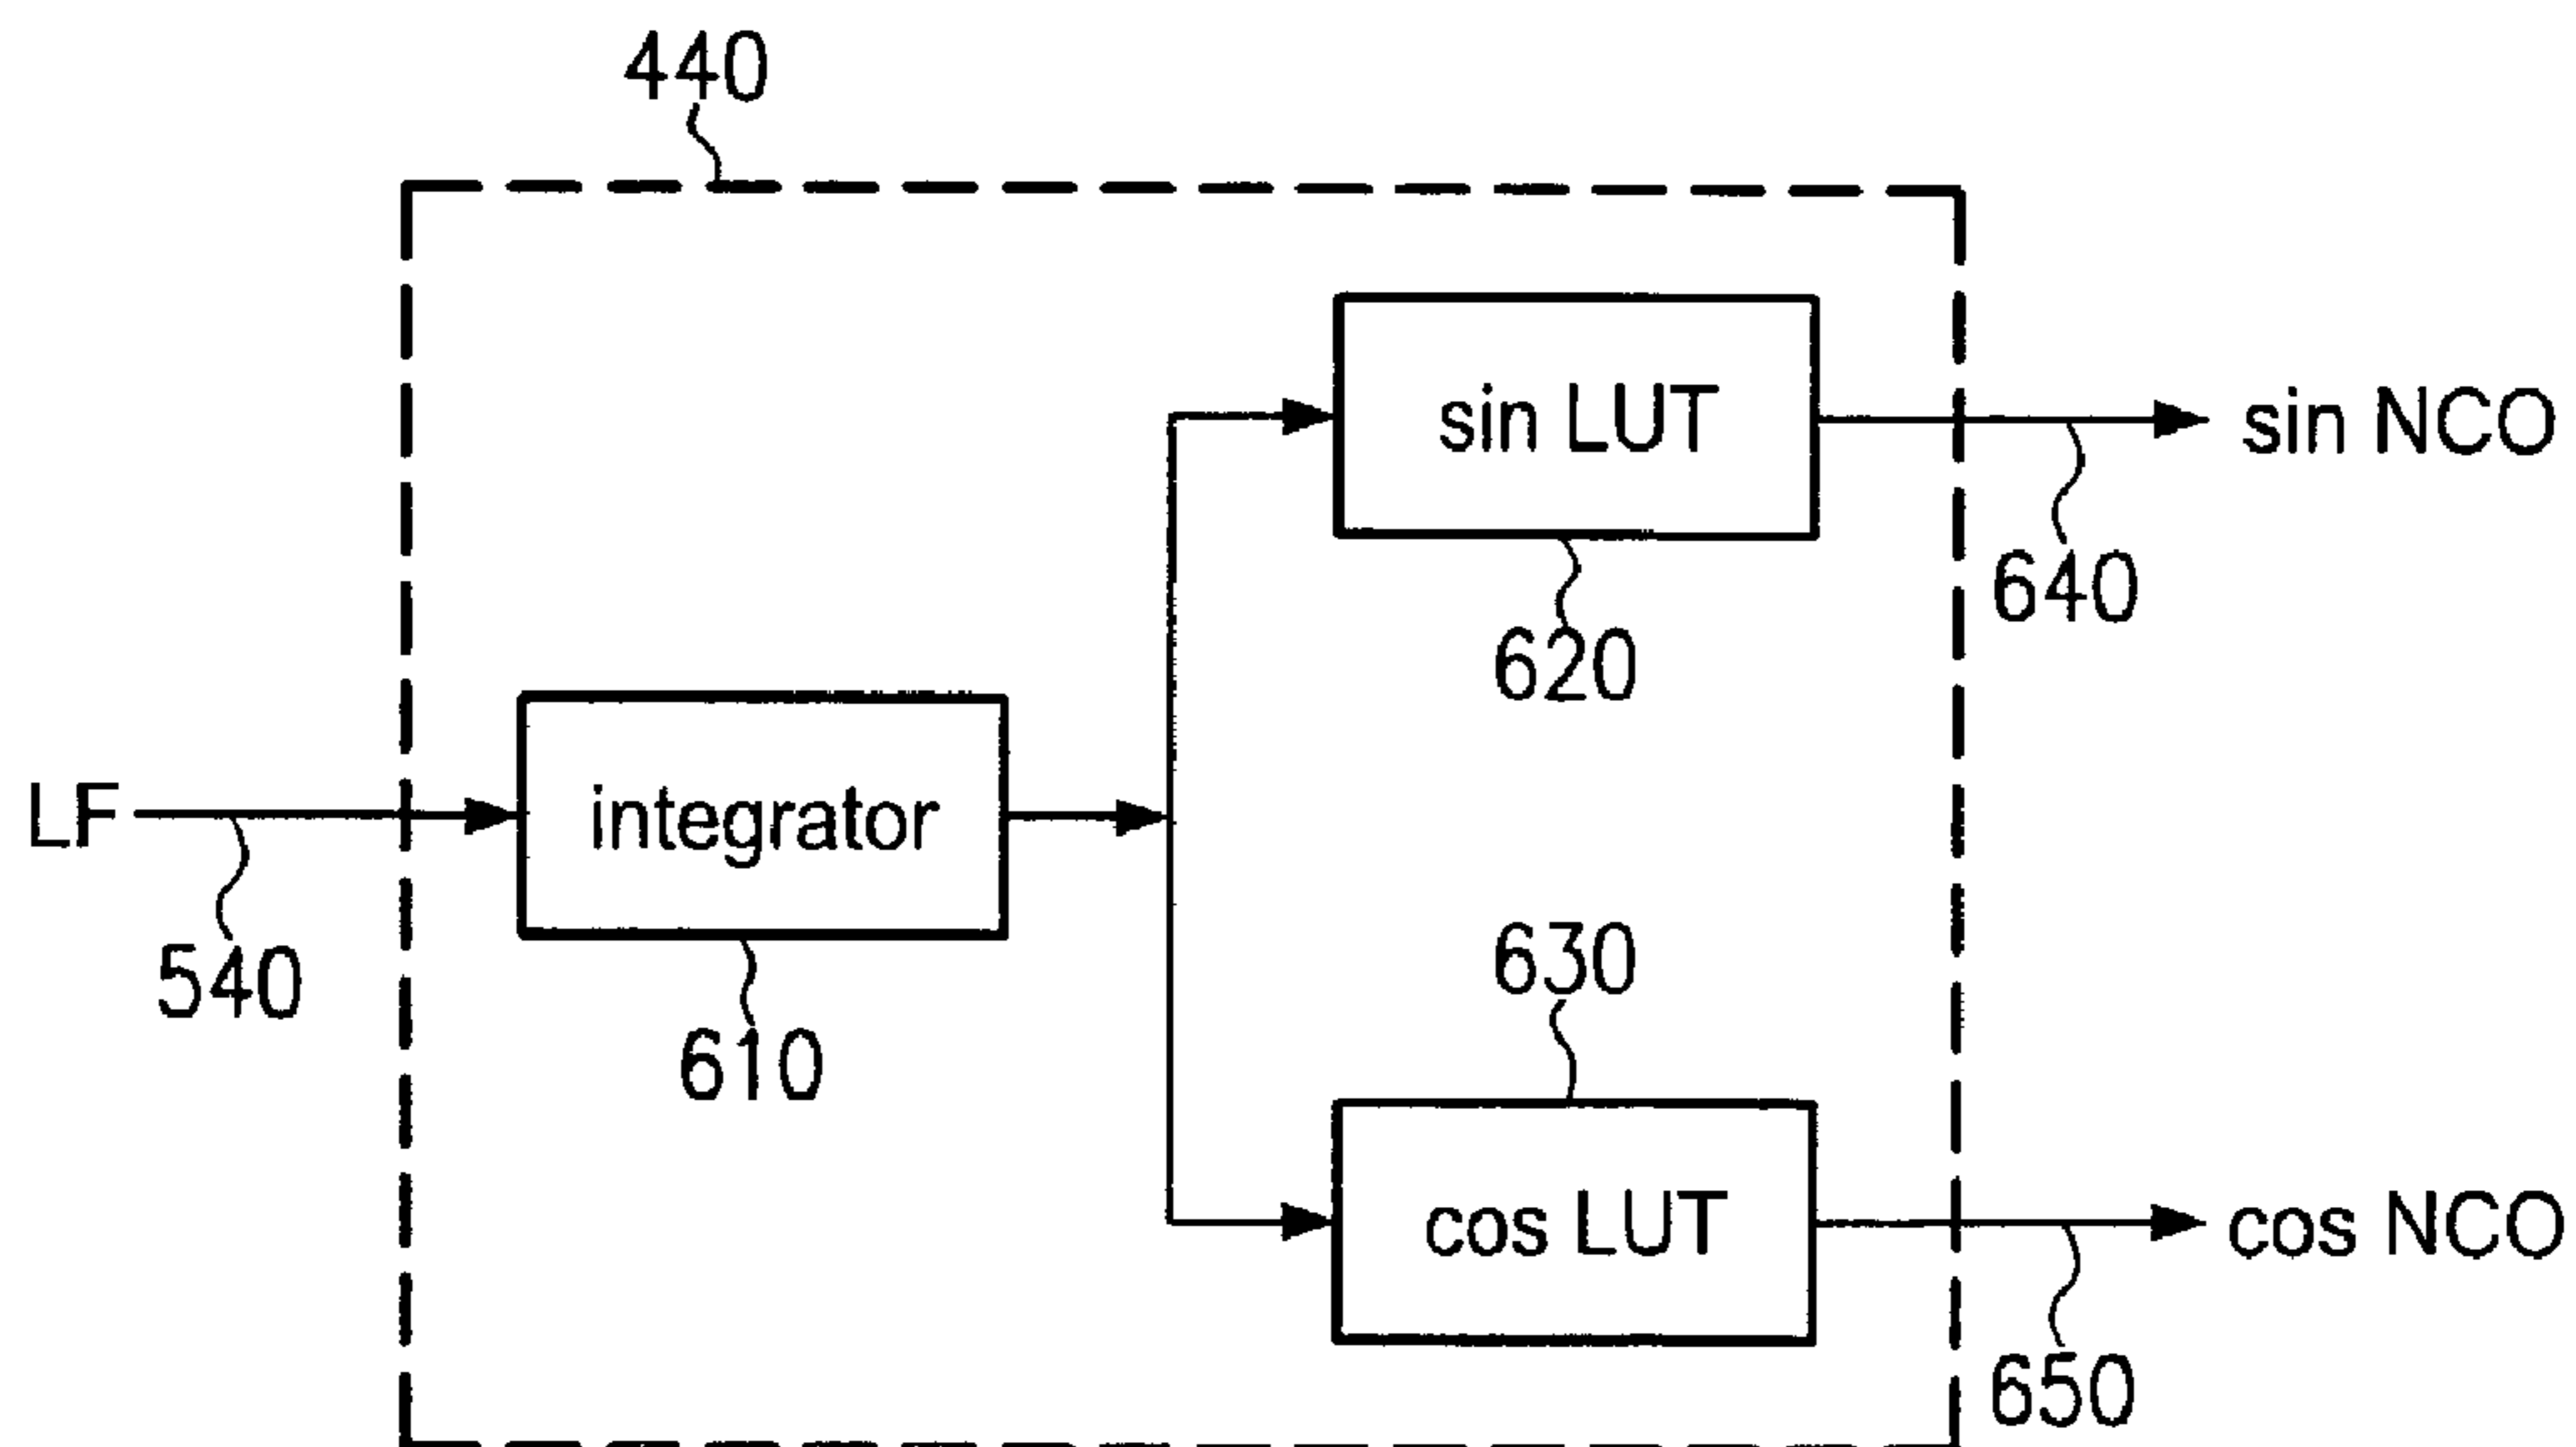 440
sin LUT
sin NCO
640
620
LF
integrator
540
610
630
cos LUT
cos NCO
650